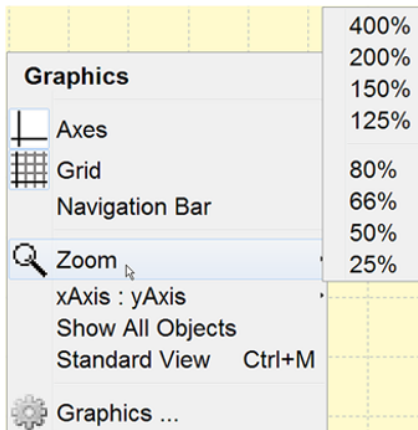 Graphics
Axes
Grid
Navigation Bar
Zoom
xAxis : yAxis
Show All Objects
Standard View Ctrl+M
Graphics ...
400%
200%
150%
125%
80%
66%
50%
25%